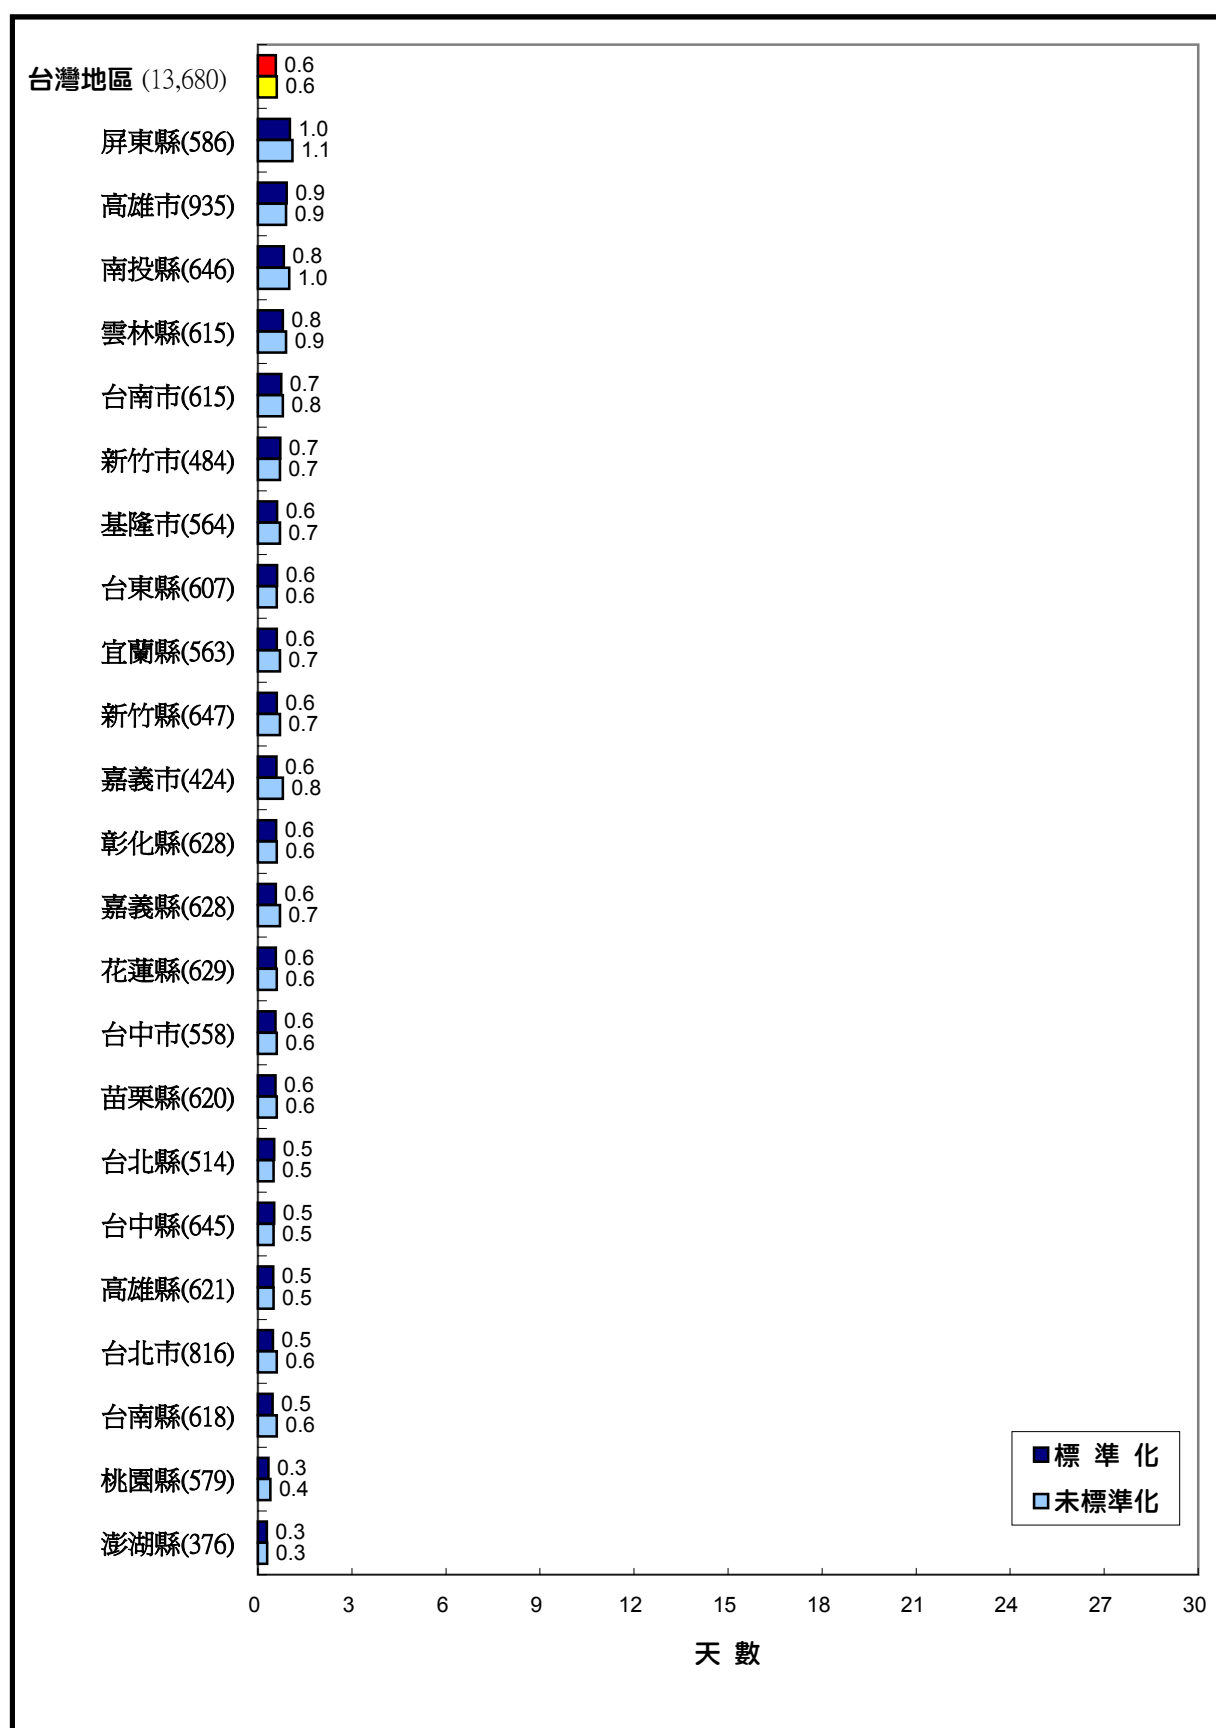 台灣地區 (13,680)
0.6
0.6
屏東縣(586)
1.0
1.1
高雄市(935)
0.9
0.9
南投縣(646)
0.8
1.0
雲林縣(615)
0.8
0.9
台南市(615)
0.7
0.8
新竹市(484)
0.7
0.7
基隆市(564)
0.6
0.7
台東縣(607)
0.6
0.6
宜蘭縣(563)
0.6
0.7
新竹縣(647)
0.6
0.7
嘉義市(424)
0.6
0.8
彰化縣(628)
0.6
0.6
嘉義縣(628)
0.6
0.7
花蓮縣(629)
0.6
0.6
台中市(558)
0.6
0.6
苗栗縣(620)
0.6
0.6
台北縣(514)
0.5
0.5
台中縣(645)
0.5
0.5
高雄縣(621)
0.5
0.5
台北市(816)
0.5
0.6
台南縣(618)
0.5
0.6
桃園縣(579)
0.3
0.4
澎湖縣(376)
0.3
0.3
標 準 化
未標準化
0 3 6 9 12 15 18 21 24 27 30
天 數